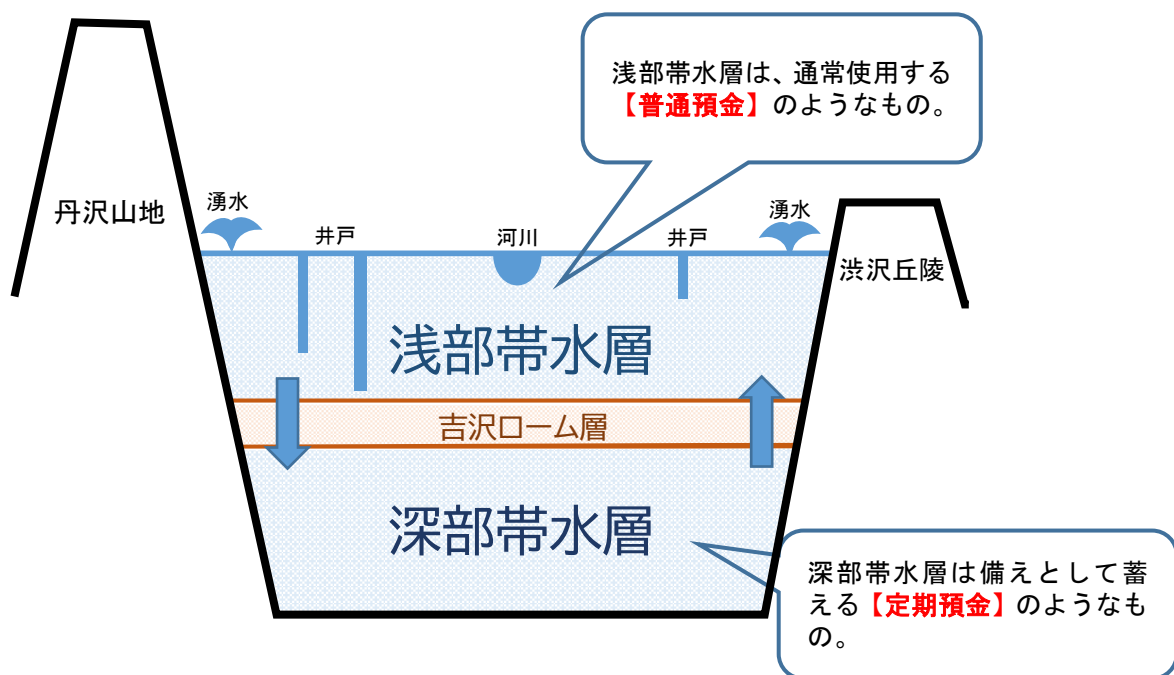 浅部帯水層は、通常使用する
【普通預金】のようなもの。
丹沢山地
湧水
井戸
河川
井戸
湧水
渋沢丘陵
浅部帯水層
吉沢ローム層
深部帯水層
深部帯水層は備えとして蓄
える【定期預金】のようなも
の。